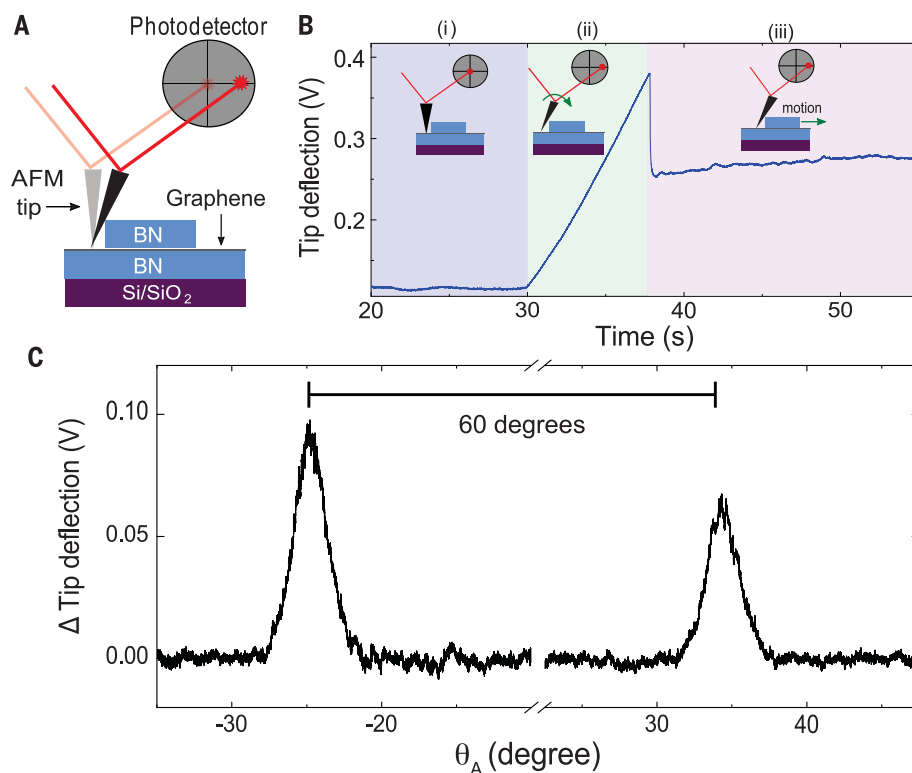 A
Photodetector
AFM
tip
Graphene
BN
BN
Si/SiO₂
B
(i)
(ii)
(iii)
motion
Tip deflection (V)
0.4
0.3
0.2
20
30
40
50
Time (s)
C
60 degrees
Δ Tip deflection (V)
0.10
0.05
0.00
-30
-20
30
40
θ_A (degree)